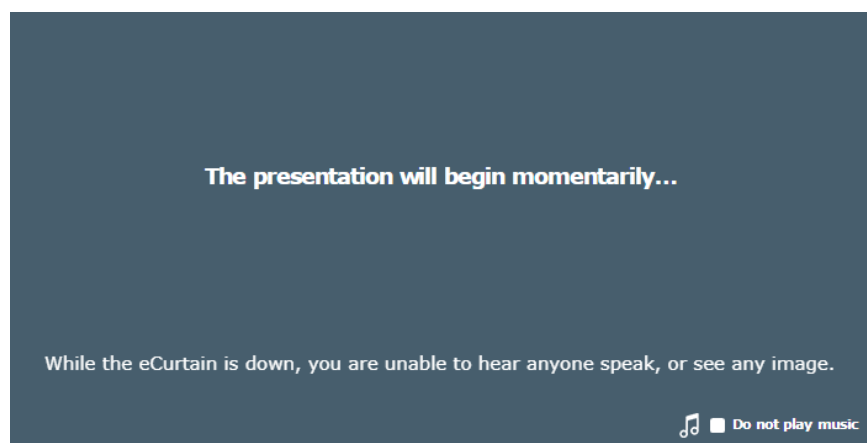 The presentation will begin momentarily...
While the eCurtain is down, you are unable to hear anyone speak, or see any image.
Do not play music